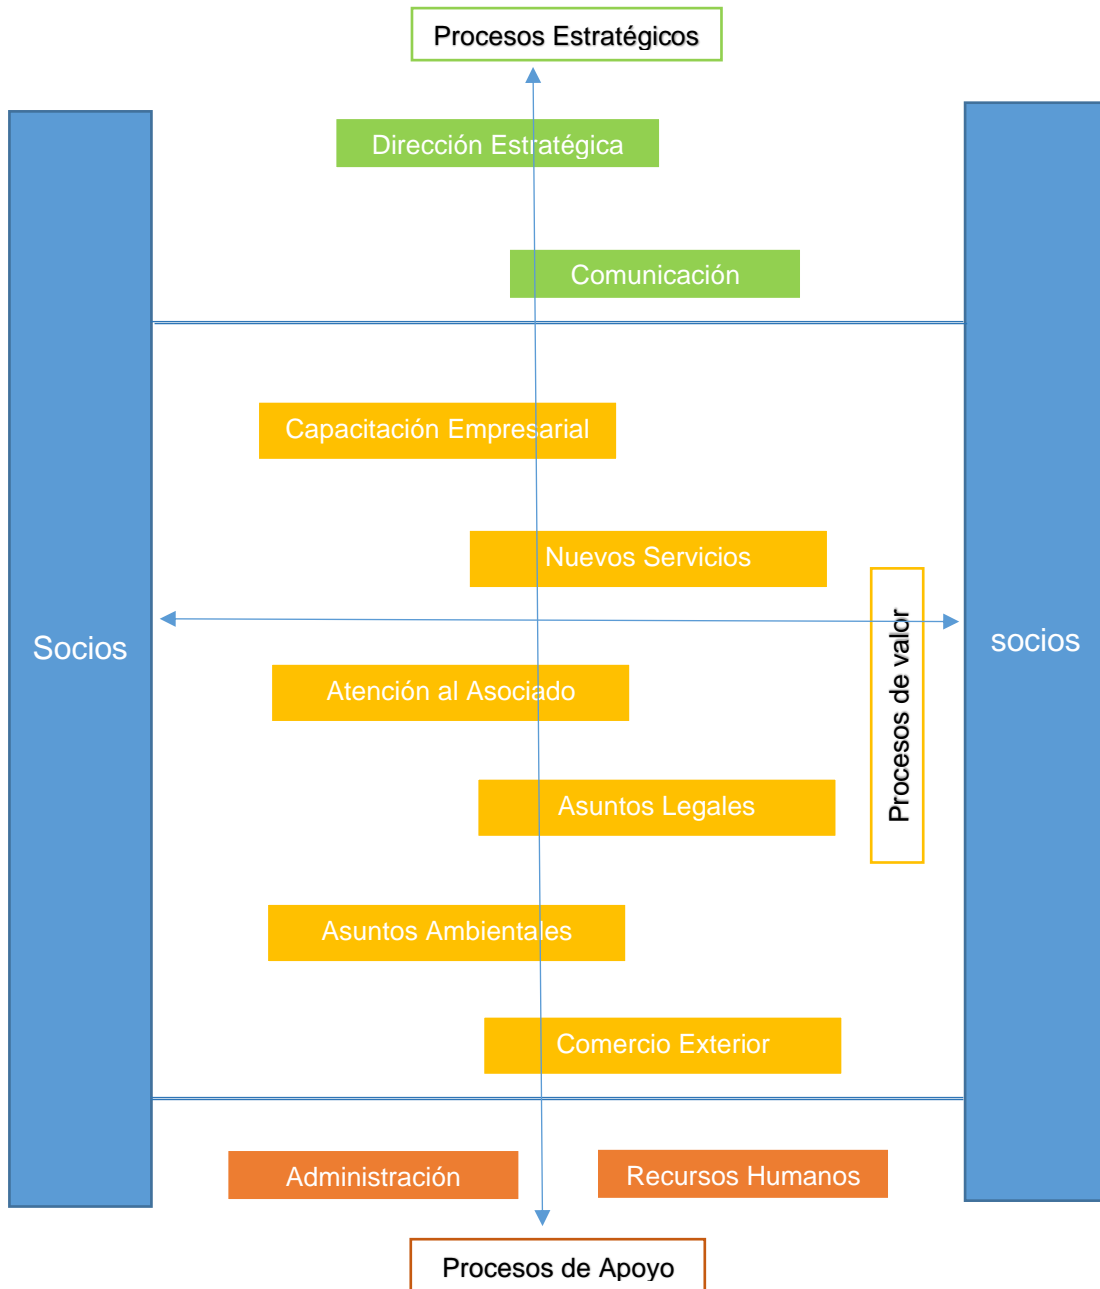 Procesos Estratégicos
Dirección Estratégica
Comunicación
Capacitación Empresarial
Nuevos Servicios
Socios
Procesos de valor
socios
Atención al Asociado
Asuntos Legales
Asuntos Ambientales
Comercio Exterior
Administración
Recursos Humanos
Procesos de Apoyo